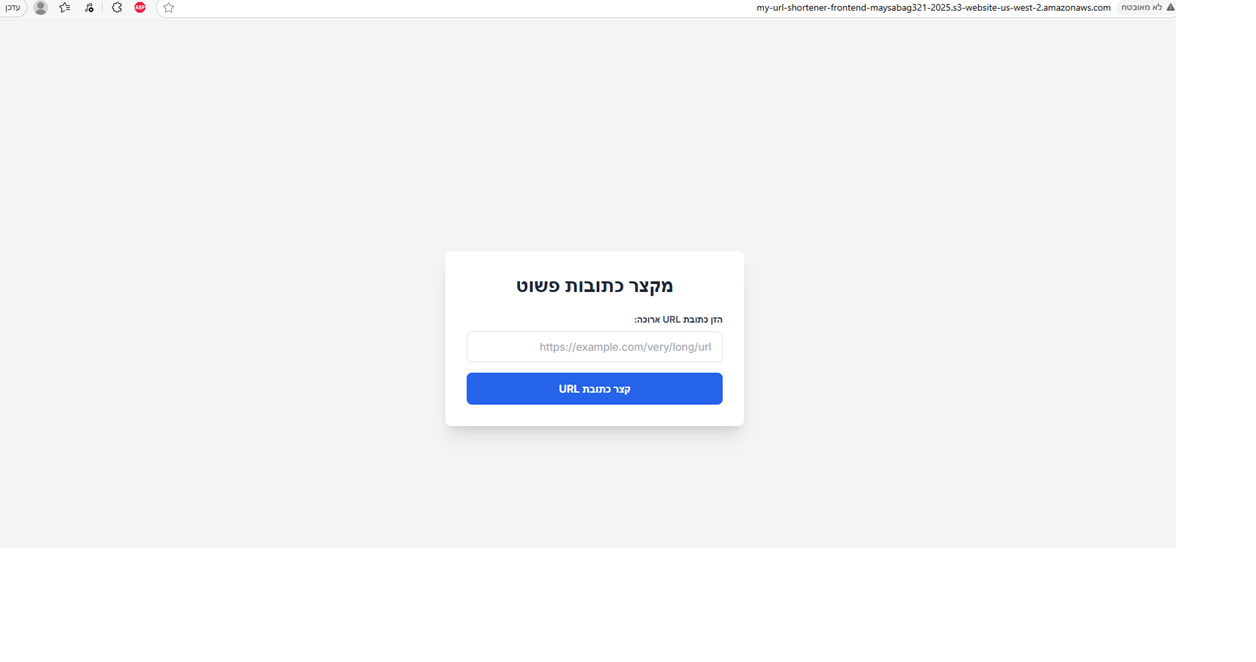 my-url-shortener-frontend-maysabag321-2025.s3-website-us-west-2.amazonaws.com
לא מאובטח
ABP
עדכן
מקצר כתובות פשוט
הזן כתובת URL ארוכה:
https://example.com/very/long/url
קצר כתובת URL